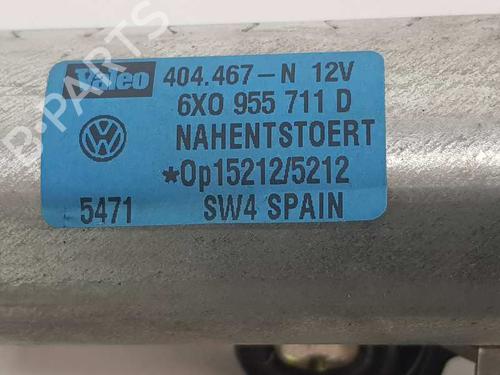 Valeo 404.467-N 12V
6X0 955 711 D
NAHENTSTOERT
*Op15212/5212
5471 SW4 SPAIN
B-PARTS